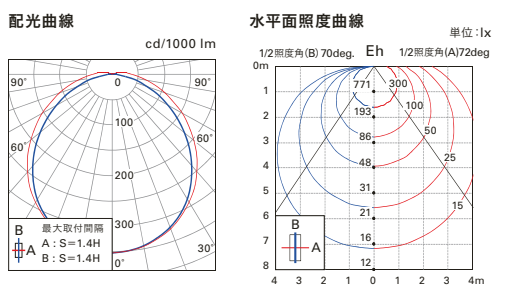 配光曲線
cd/1000 lm
90°
0
90°
100
60°
60°
200
300
30°
0°
B
A
最大取付間隔
A : S=1.4H
B : S=1.4H
水平面照度曲線
単位:lx
1/2照度角(B)70deg.
Eh
1/2照度角(A)72deg
0m
1
2
3
4
5
6
7
8
771
300
193
100
86
50
48
25
31
15
21
16
12
B
A
4 3 2 1 0 1 2 3 4m